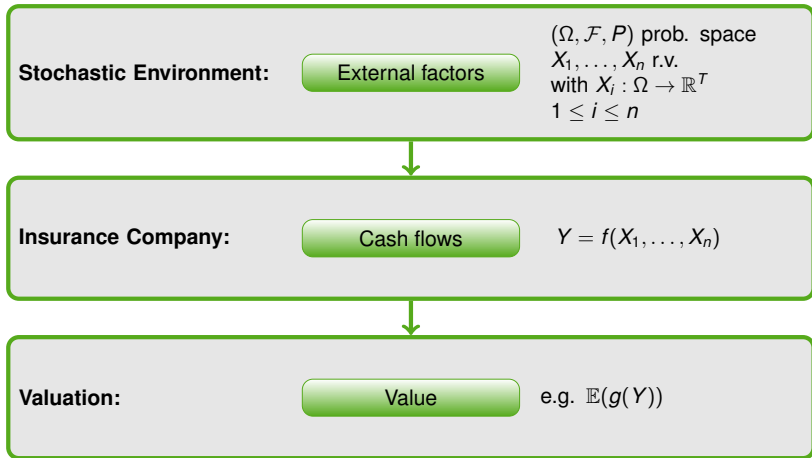 Stochastic Environment:
External factors
(Ω, ℱ, P) prob. space
X₁, . . . , Xₙ r.v.
with Xᵢ : Ω → ℝᵀ
1 ≤ i ≤ n
Insurance Company:
Cash flows
Y = f(X₁, . . . , Xₙ)
Valuation:
Value
e.g. 𝔼(g(Y))